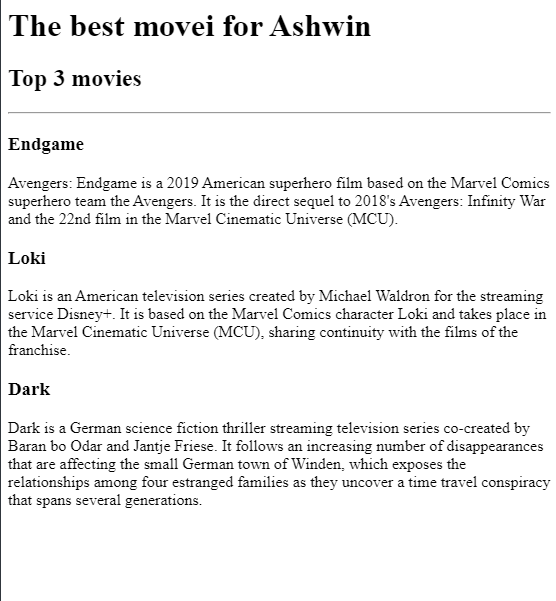 The best movei for Ashwin
Top 3 movies
Endgame
Avengers: Endgame is a 2019 American superhero film based on the Marvel Comics
superhero team the Avengers. It is the direct sequel to 2018's Avengers: Infinity War
and the 22nd film in the Marvel Cinematic Universe (MCU).
Loki
Loki is an American television series created by Michael Waldron for the streaming
service Disney+. It is based on the Marvel Comics character Loki and takes place in
the Marvel Cinematic Universe (MCU), sharing continuity with the films of the
franchise.
Dark
Dark is a German science fiction thriller streaming television series co-created by
Baran bo Odar and Jantje Friese. It follows an increasing number of disappearances
that are affecting the small German town of Winden, which exposes the
relationships among four estranged families as they uncover a time travel conspiracy
that spans several generations.